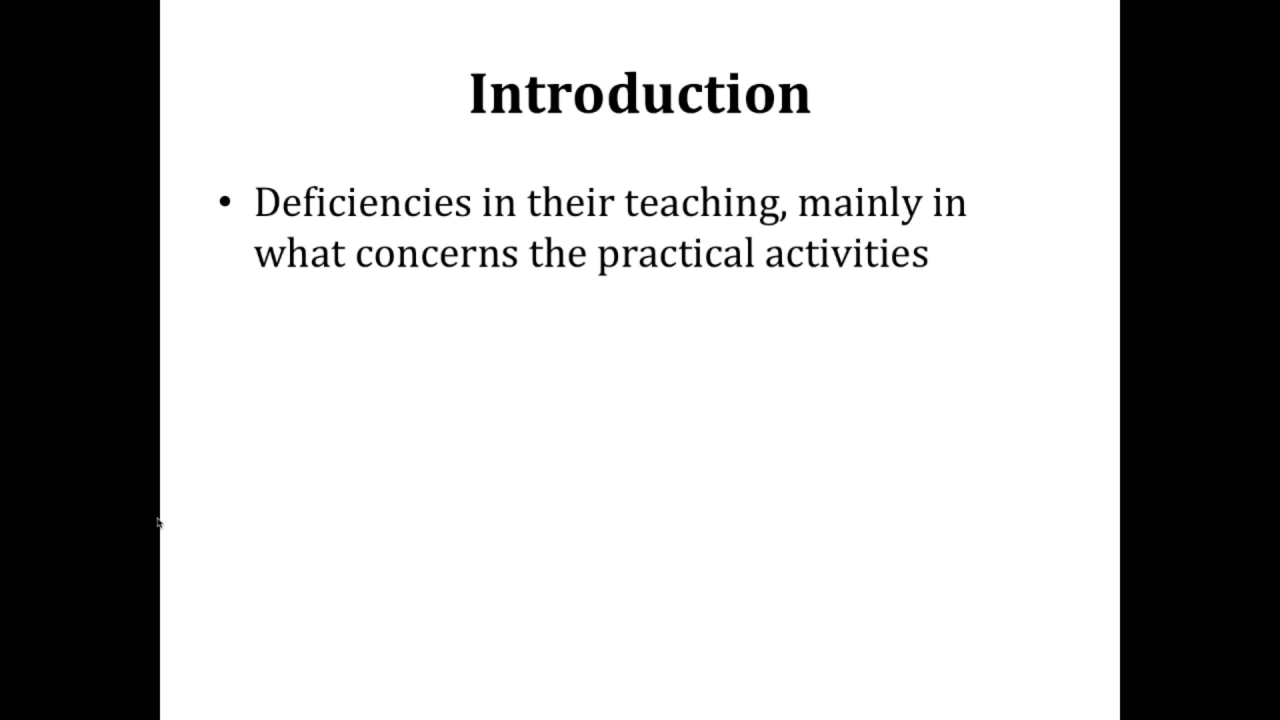 Introduction
• Deficiencies in their teaching, mainly in
what concerns the practical activities